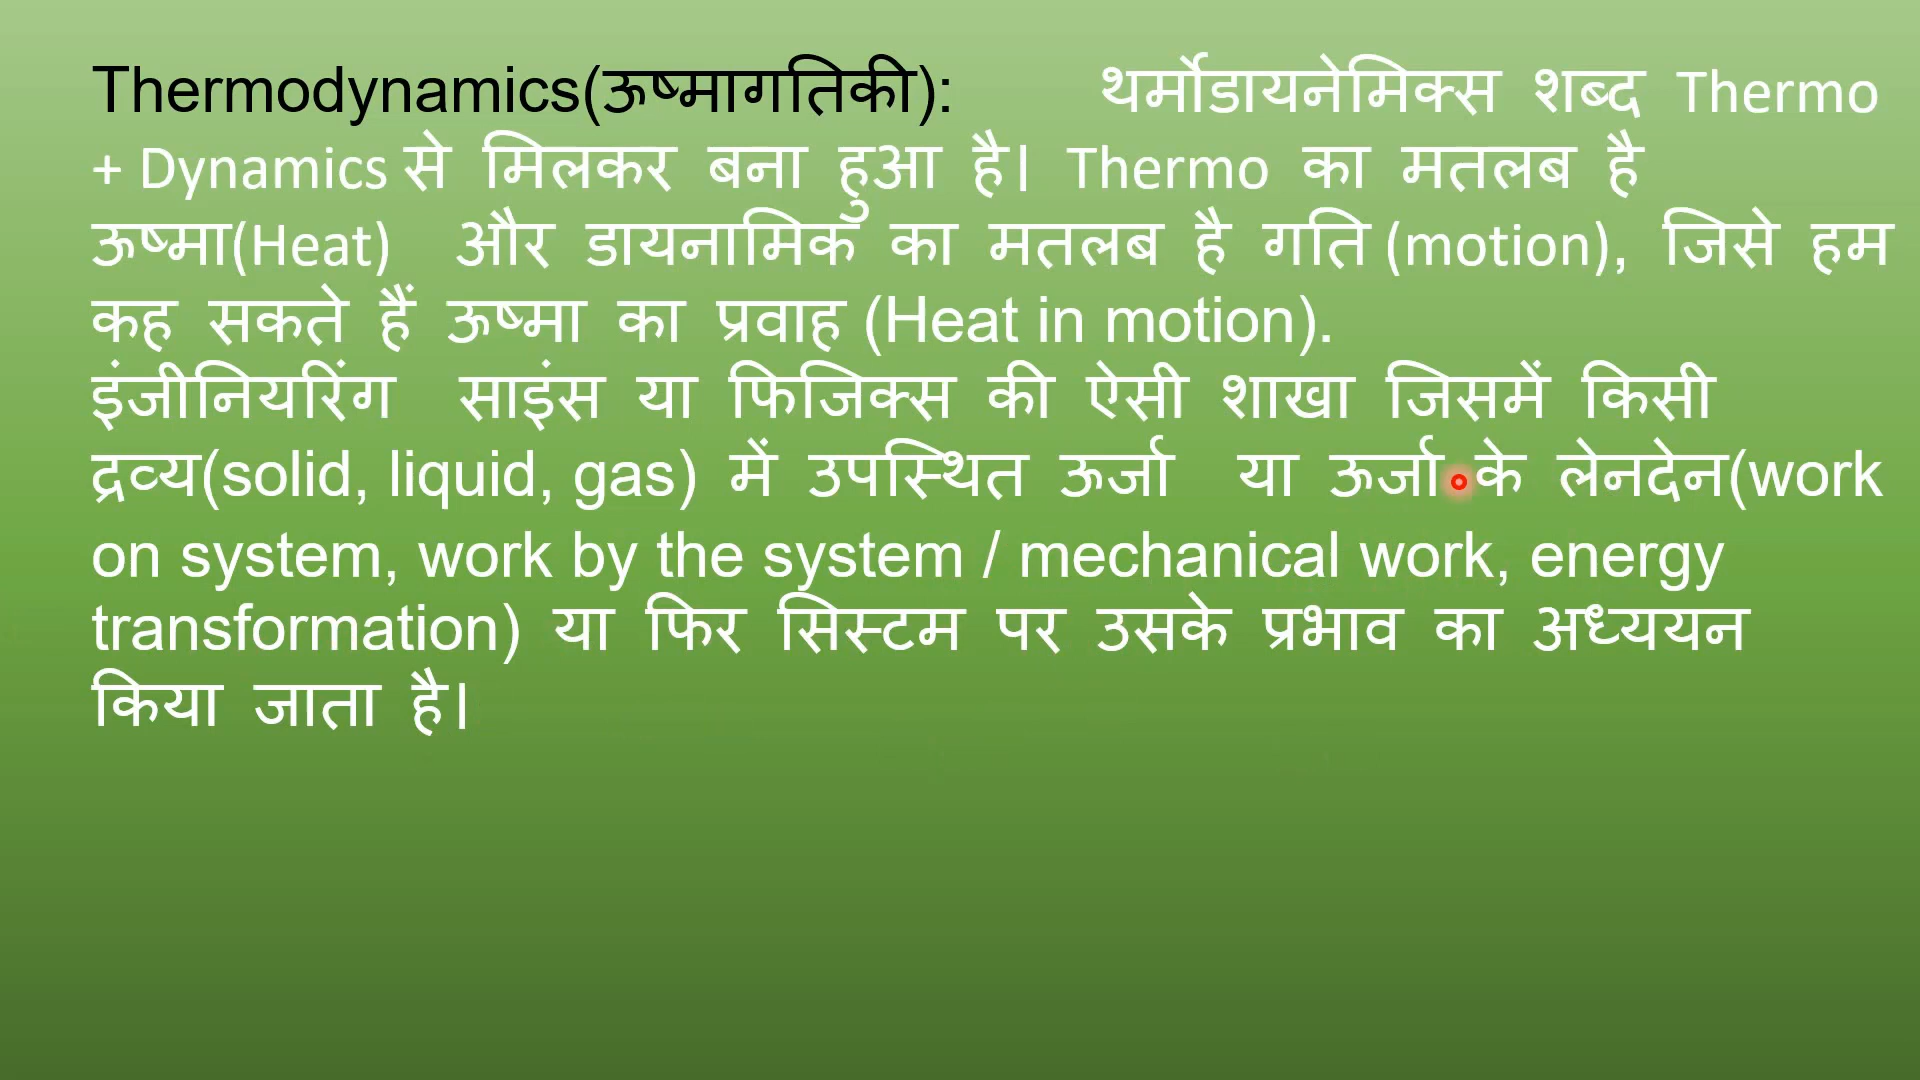 Thermodynamics(ऊष्मागतिकी): थर्मोडायनेमिक्स शब्द Thermo
+ Dynamics से मिलकर बना हुआ है। Thermo का मतलब है
ऊष्मा(Heat) और डायनामिक का मतलब है गति (motion), जिसे हम
कह सकते हैं ऊष्मा का प्रवाह (Heat in motion).
इंजीनियरिंग साइंस या फिजिक्स की ऐसी शाखा जिसमें किसी
द्रव्य(solid, liquid, gas) में उपस्थित ऊर्जा या ऊर्जा के लेनदेन(work
on system, work by the system / mechanical work, energy
transformation) या फिर सिस्टम पर उसके प्रभाव का अध्ययन
किया जाता है।